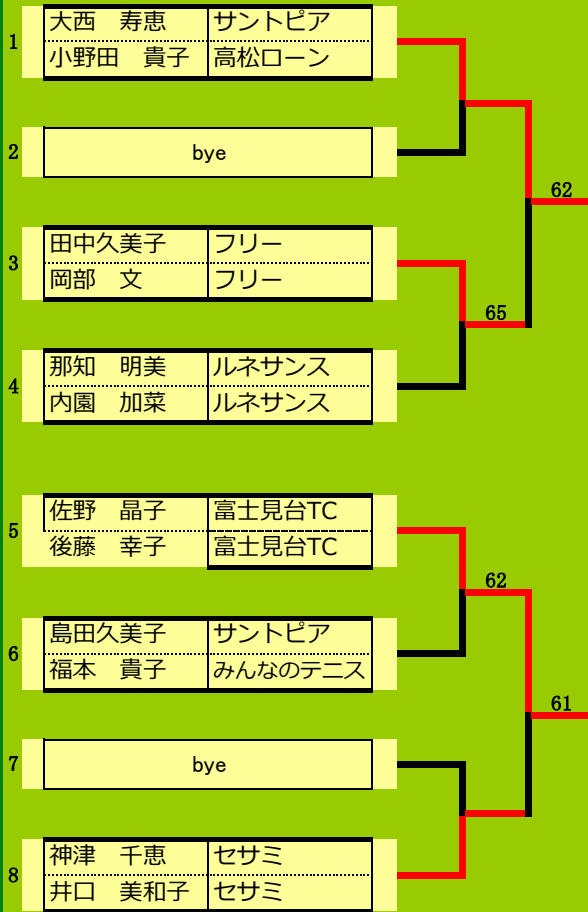 1 大西　寿恵 サントピア
小野田　貴子 高松ローン
2 bye
62
3 田中久美子 フリー
岡部　文 フリー
65
4 那知　明美 ルネサンス
内園　加菜 ルネサンス
5 佐野　晶子 富士見台TC
後藤　幸子 富士見台TC
62
6 島田久美子 サントピア
福本　貴子 みんなのテニス
61
7 bye
8 神津　千恵 セサミ
井口　美和子 セサミ